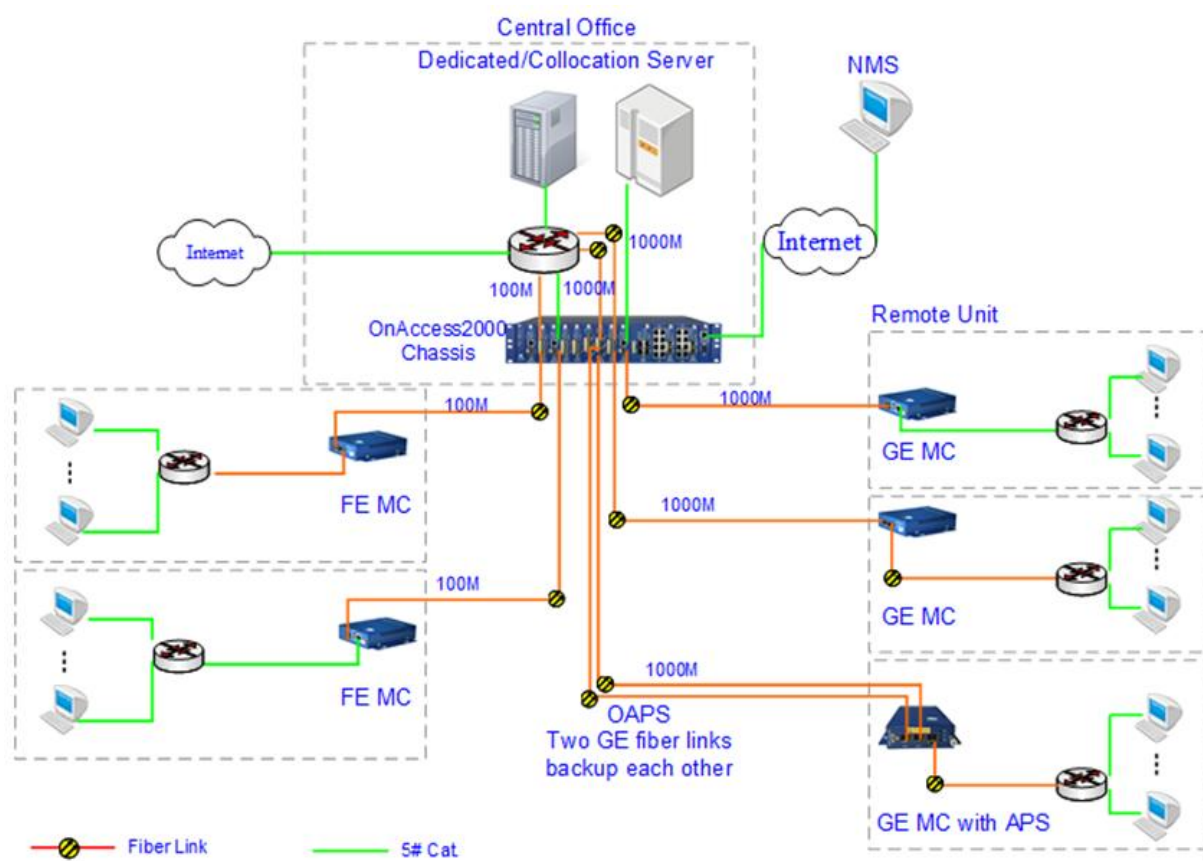 Central Office
Dedicated/Collocation Server
NMS
Internet
Internet
1000M
100M
1000M
OnAccess2000
Chassis
Remote Unit
100M
1000M
FE MC
GE MC
1000M
100M
GE MC
FE MC
1000M
OAPS
Two GE fiber links
backup each other
GE MC with APS
Fiber Link
5# Cat.